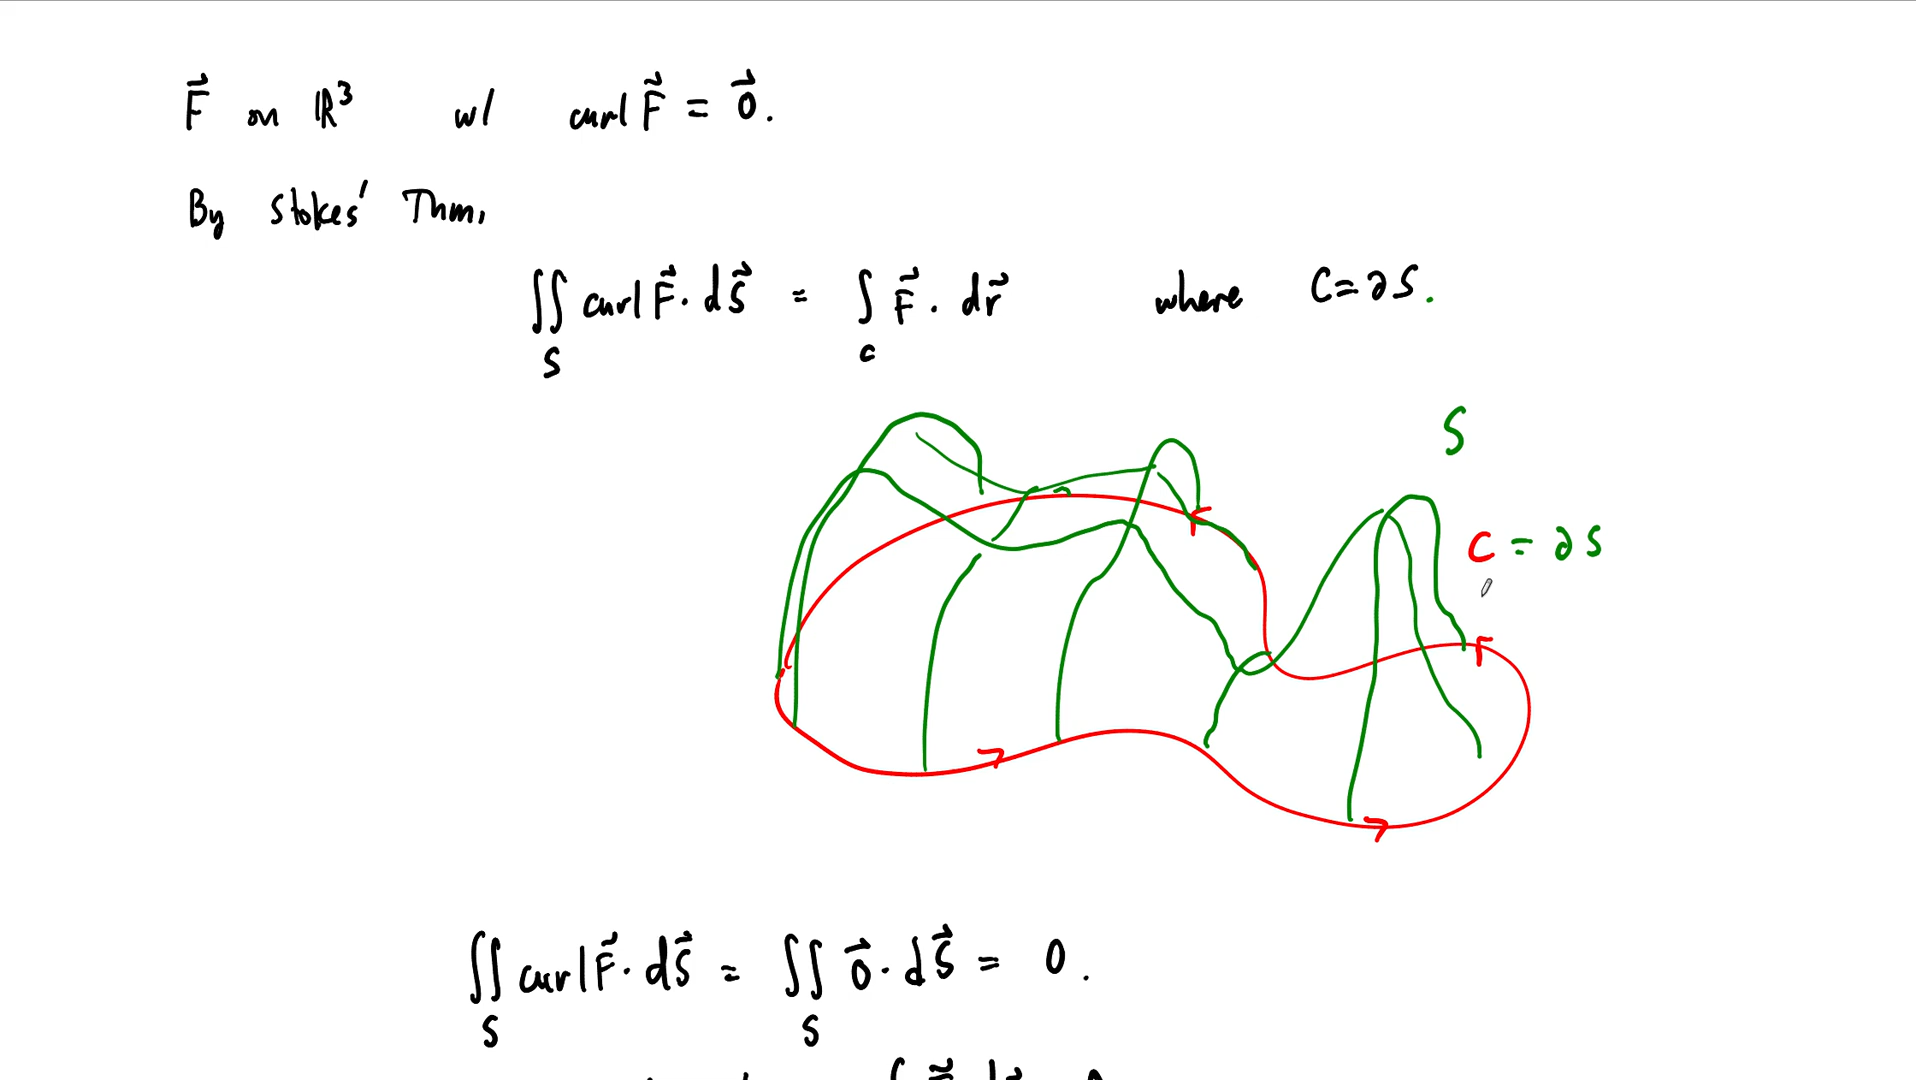 F⃗ on ℝ³ w/ curl F⃗ = 0⃗.
By Stokes' Thm,
∬_S curl F⃗ · dS⃗ = ∫_C F⃗ · dr⃗ where C = ∂S.
S
C = ∂S
∬_S curl F⃗ · dS⃗ = ∬_S 0⃗ · dS⃗ = 0.